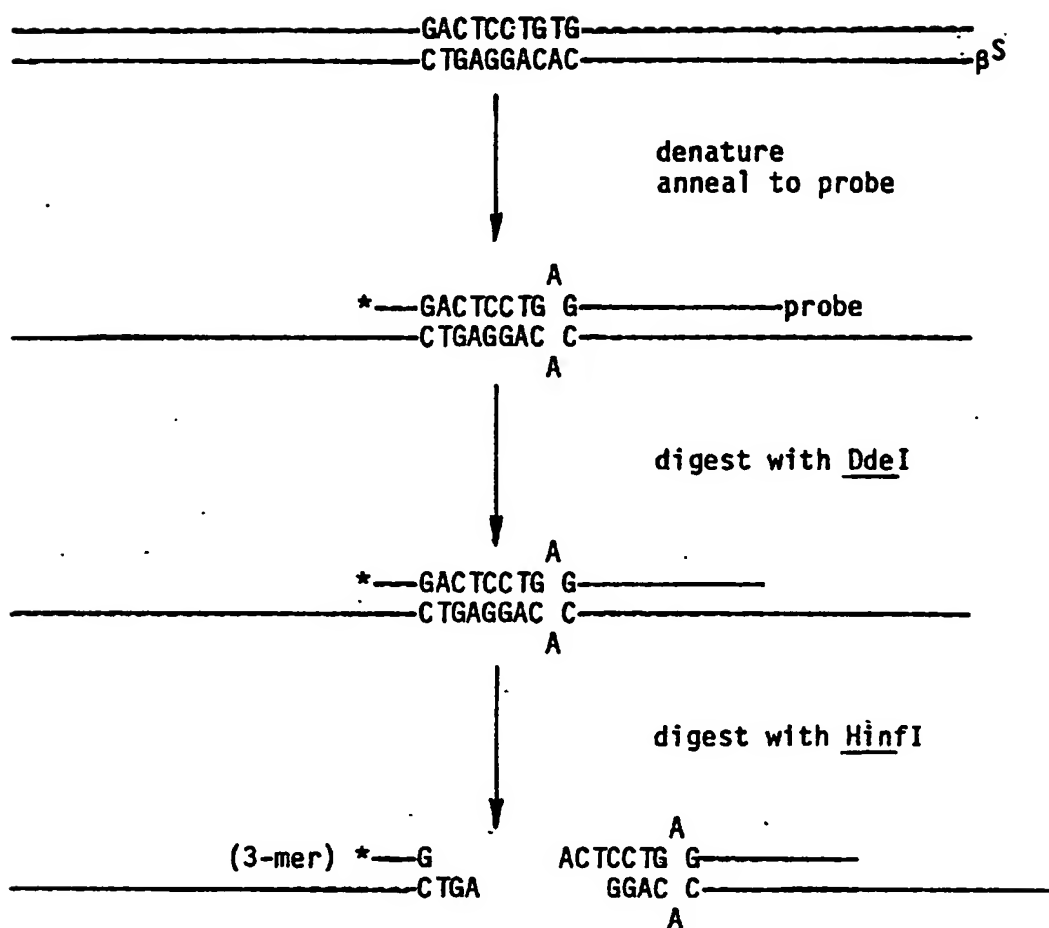 GACTCCTGTG
CTGAGGACAC
βS
denature
anneal to probe
A
*—GACTCCTG G—probe
CTGAGGAC C
A
digest with DdeI
A
*—GACTCCTG G
CTGAGGAC C
A
digest with HinfI
A
(3-mer) *—G ACTCCTG G
CTGA GGAC C
A